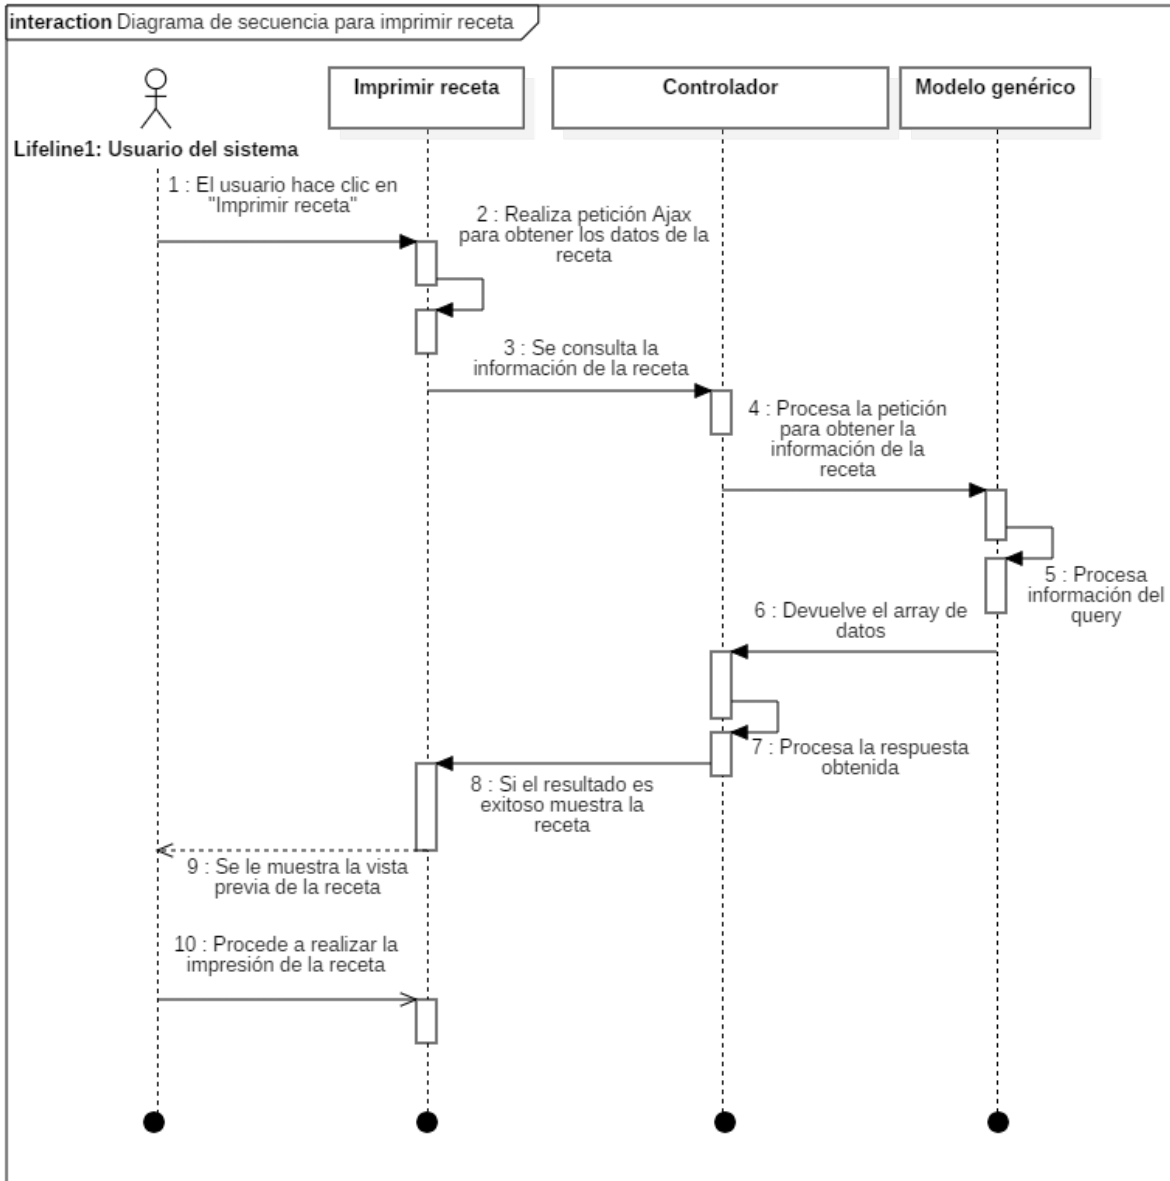 interaction Diagrama de secuencia para imprimir receta
Imprimir receta
Controlador
Modelo genérico
Lifeline1: Usuario del sistema
1 : El usuario hace clic en
"Imprimir receta"
2 : Realiza petición Ajax
para obtener los datos de la
receta
3 : Se consulta la
información de la receta
4 : Procesa la petición
para obtener la
información de la
receta
5 : Procesa
información del
query
6 : Devuelve el array de
datos
7 : Procesa la respuesta
obtenida
8 : Si el resultado es
exitoso muestra la
receta
9 : Se le muestra la vista
previa de la receta
10 : Procede a realizar la
impresión de la receta